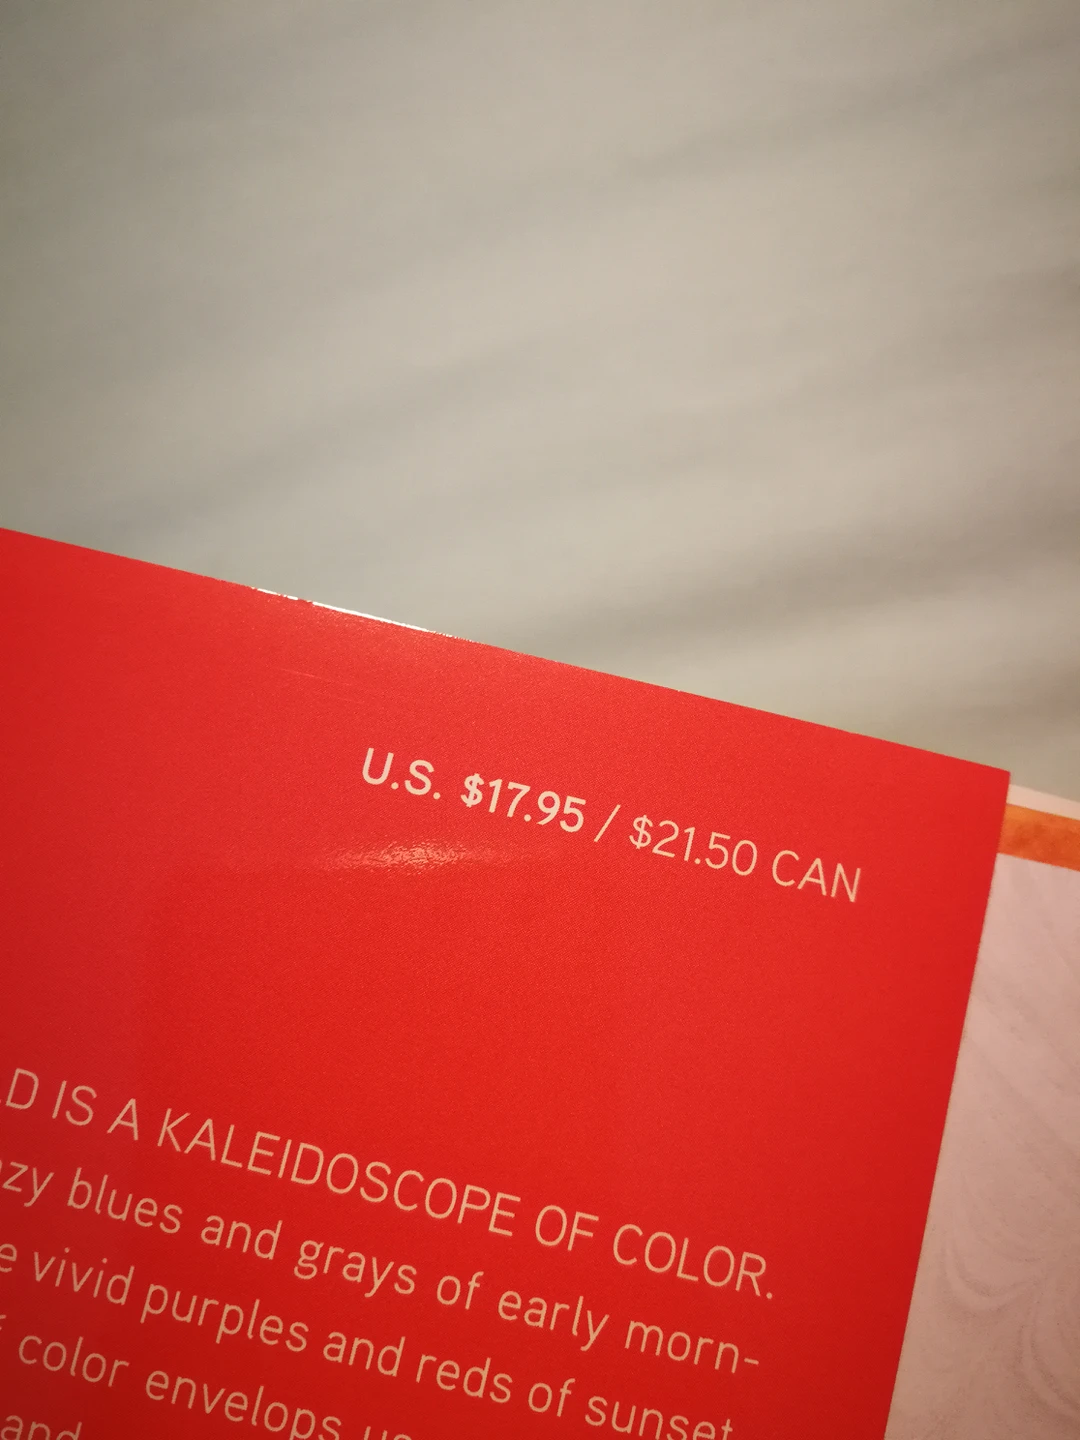 U.S. $17.95 / $21.50 CAN
IS A KALEIDOSCOPE OF COLOR.
blues and grays of early morn-
vivid purples and reds of sunset
color envelops
and